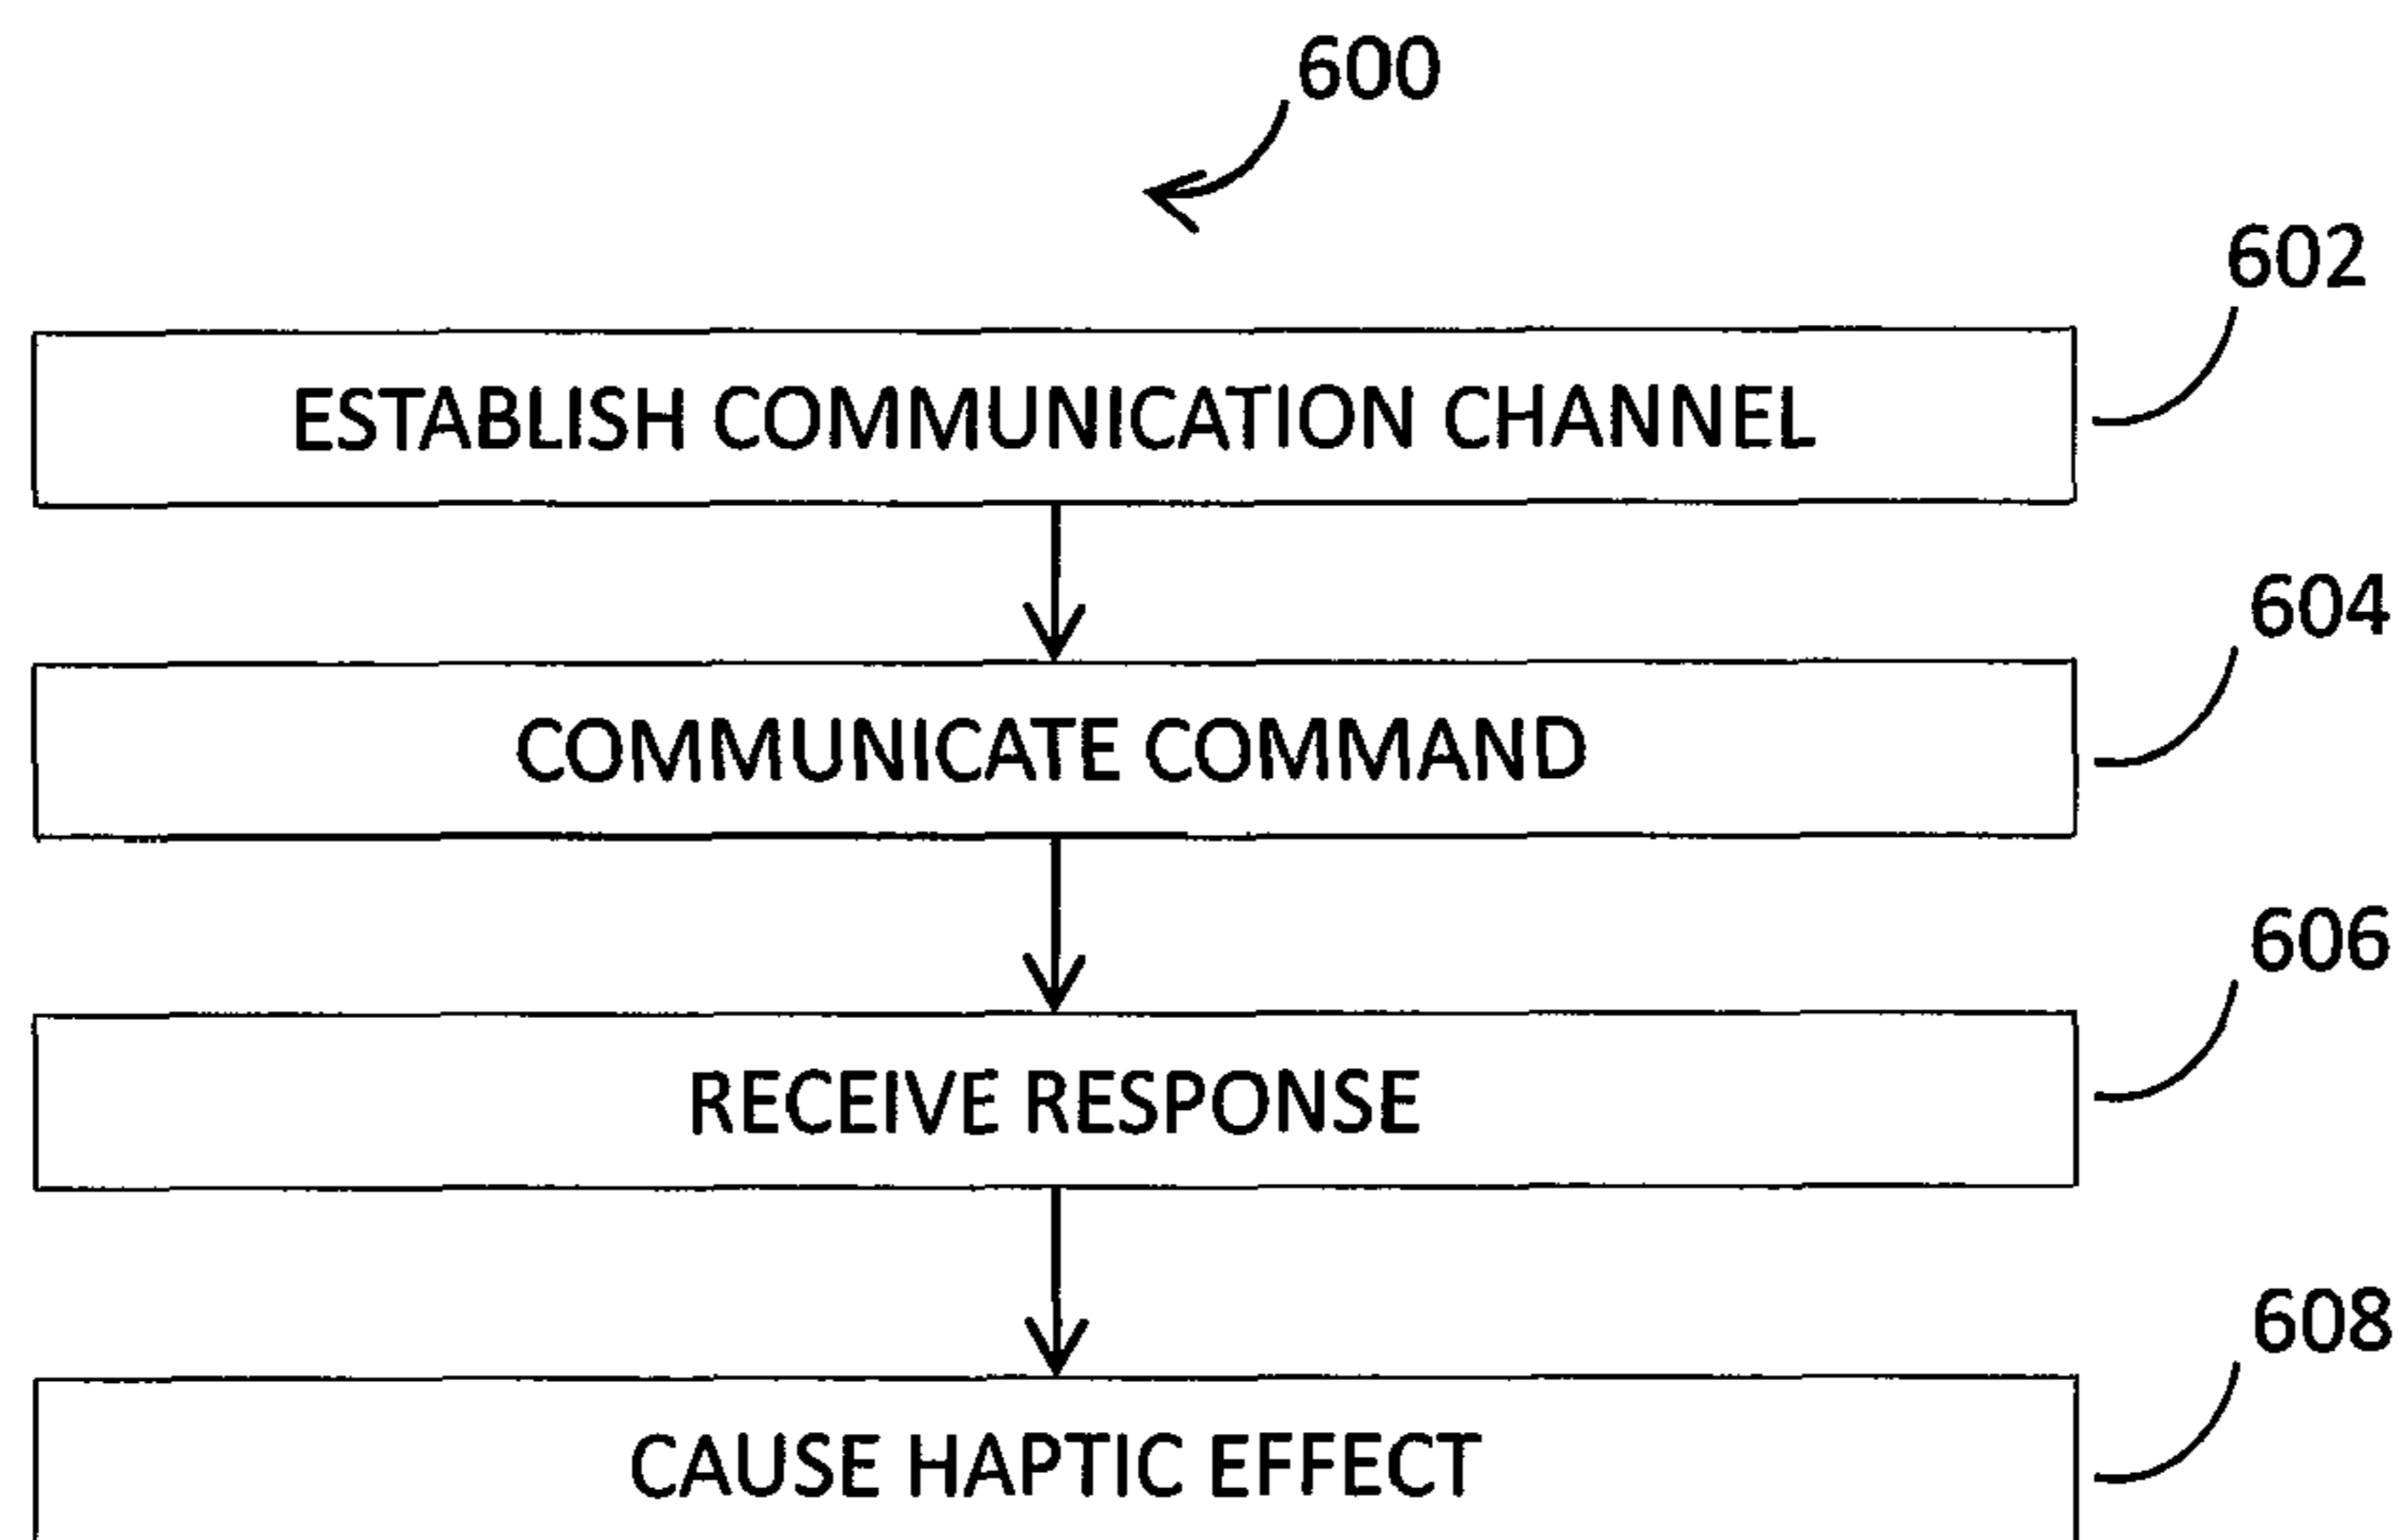 600
602
ESTABLISH COMMUNICATION CHANNEL
604
COMMUNICATE COMMAND
606
RECEIVE RESPONSE
608
CAUSE HAPTIC EFFECT